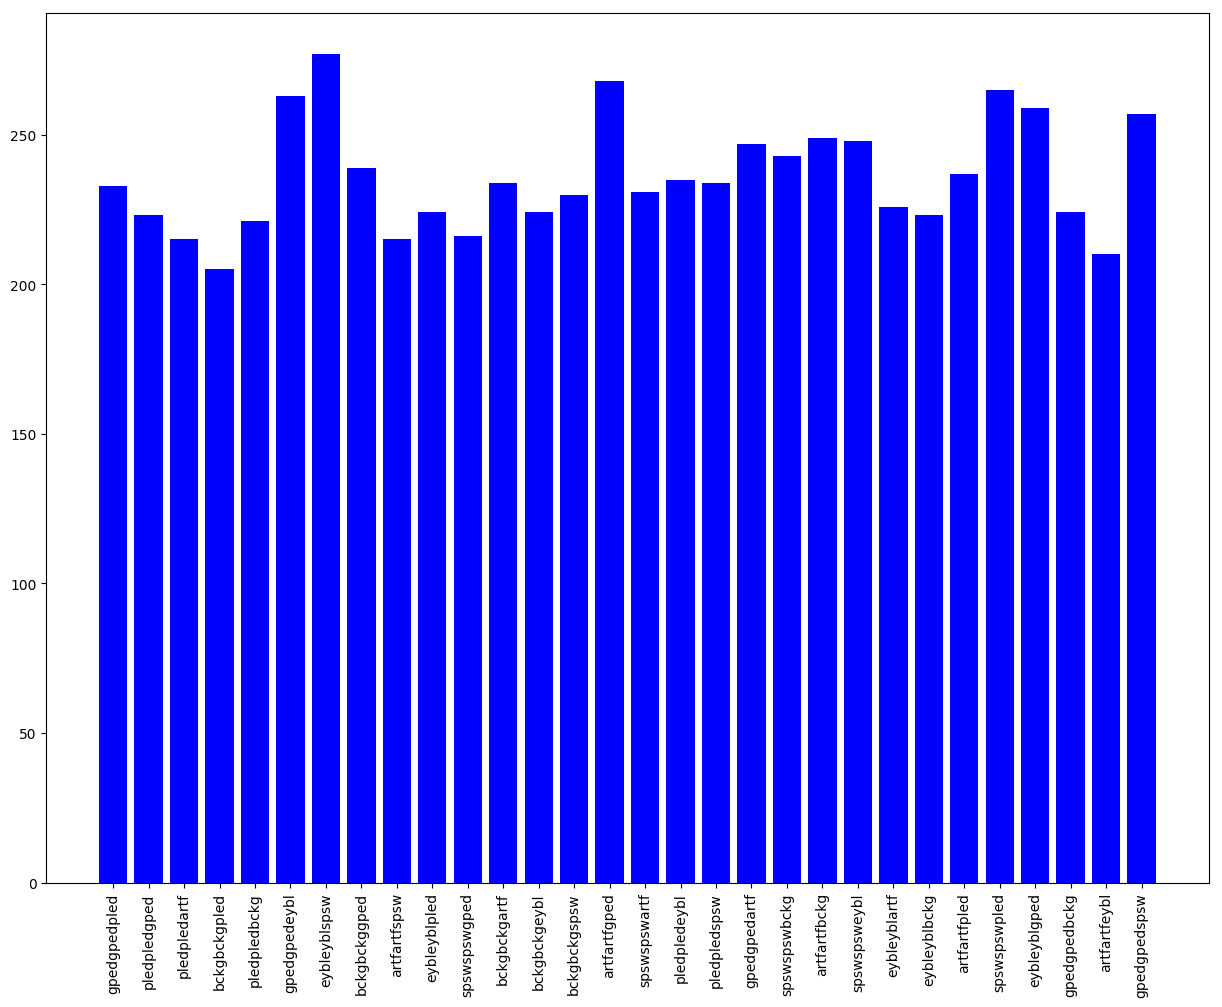 250
200
150
100
50
0
gpedgpedpled
pledpledgped
pledpledartf
bckgbckgpled
pledpledbckg
gpedgpedeybl
eybleyblspsw
bckgbckggped
artfartfspsw
eybleyblpled
spswspswgped
bckgbckgartf
bckgbckgeybl
bckgbckgspsw
artfartfgped
spswspswartf
pledpledeybl
pledpledspsw
gpedgpedartf
spswspswbckg
artfartfbckg
spswspsweybl
eybleyblartf
eybleyblbckg
artfartfpled
spswspswpled
eybleyblgped
gpedgpedbckg
artfartfeybl
gpedgpedspsw